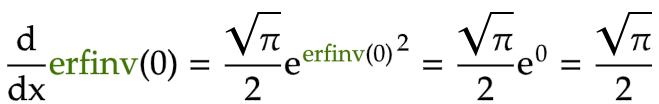 d/dx erfinv(0) = √π/2 e^{erfinv(0)^2} = √π/2 e^0 = √π/2